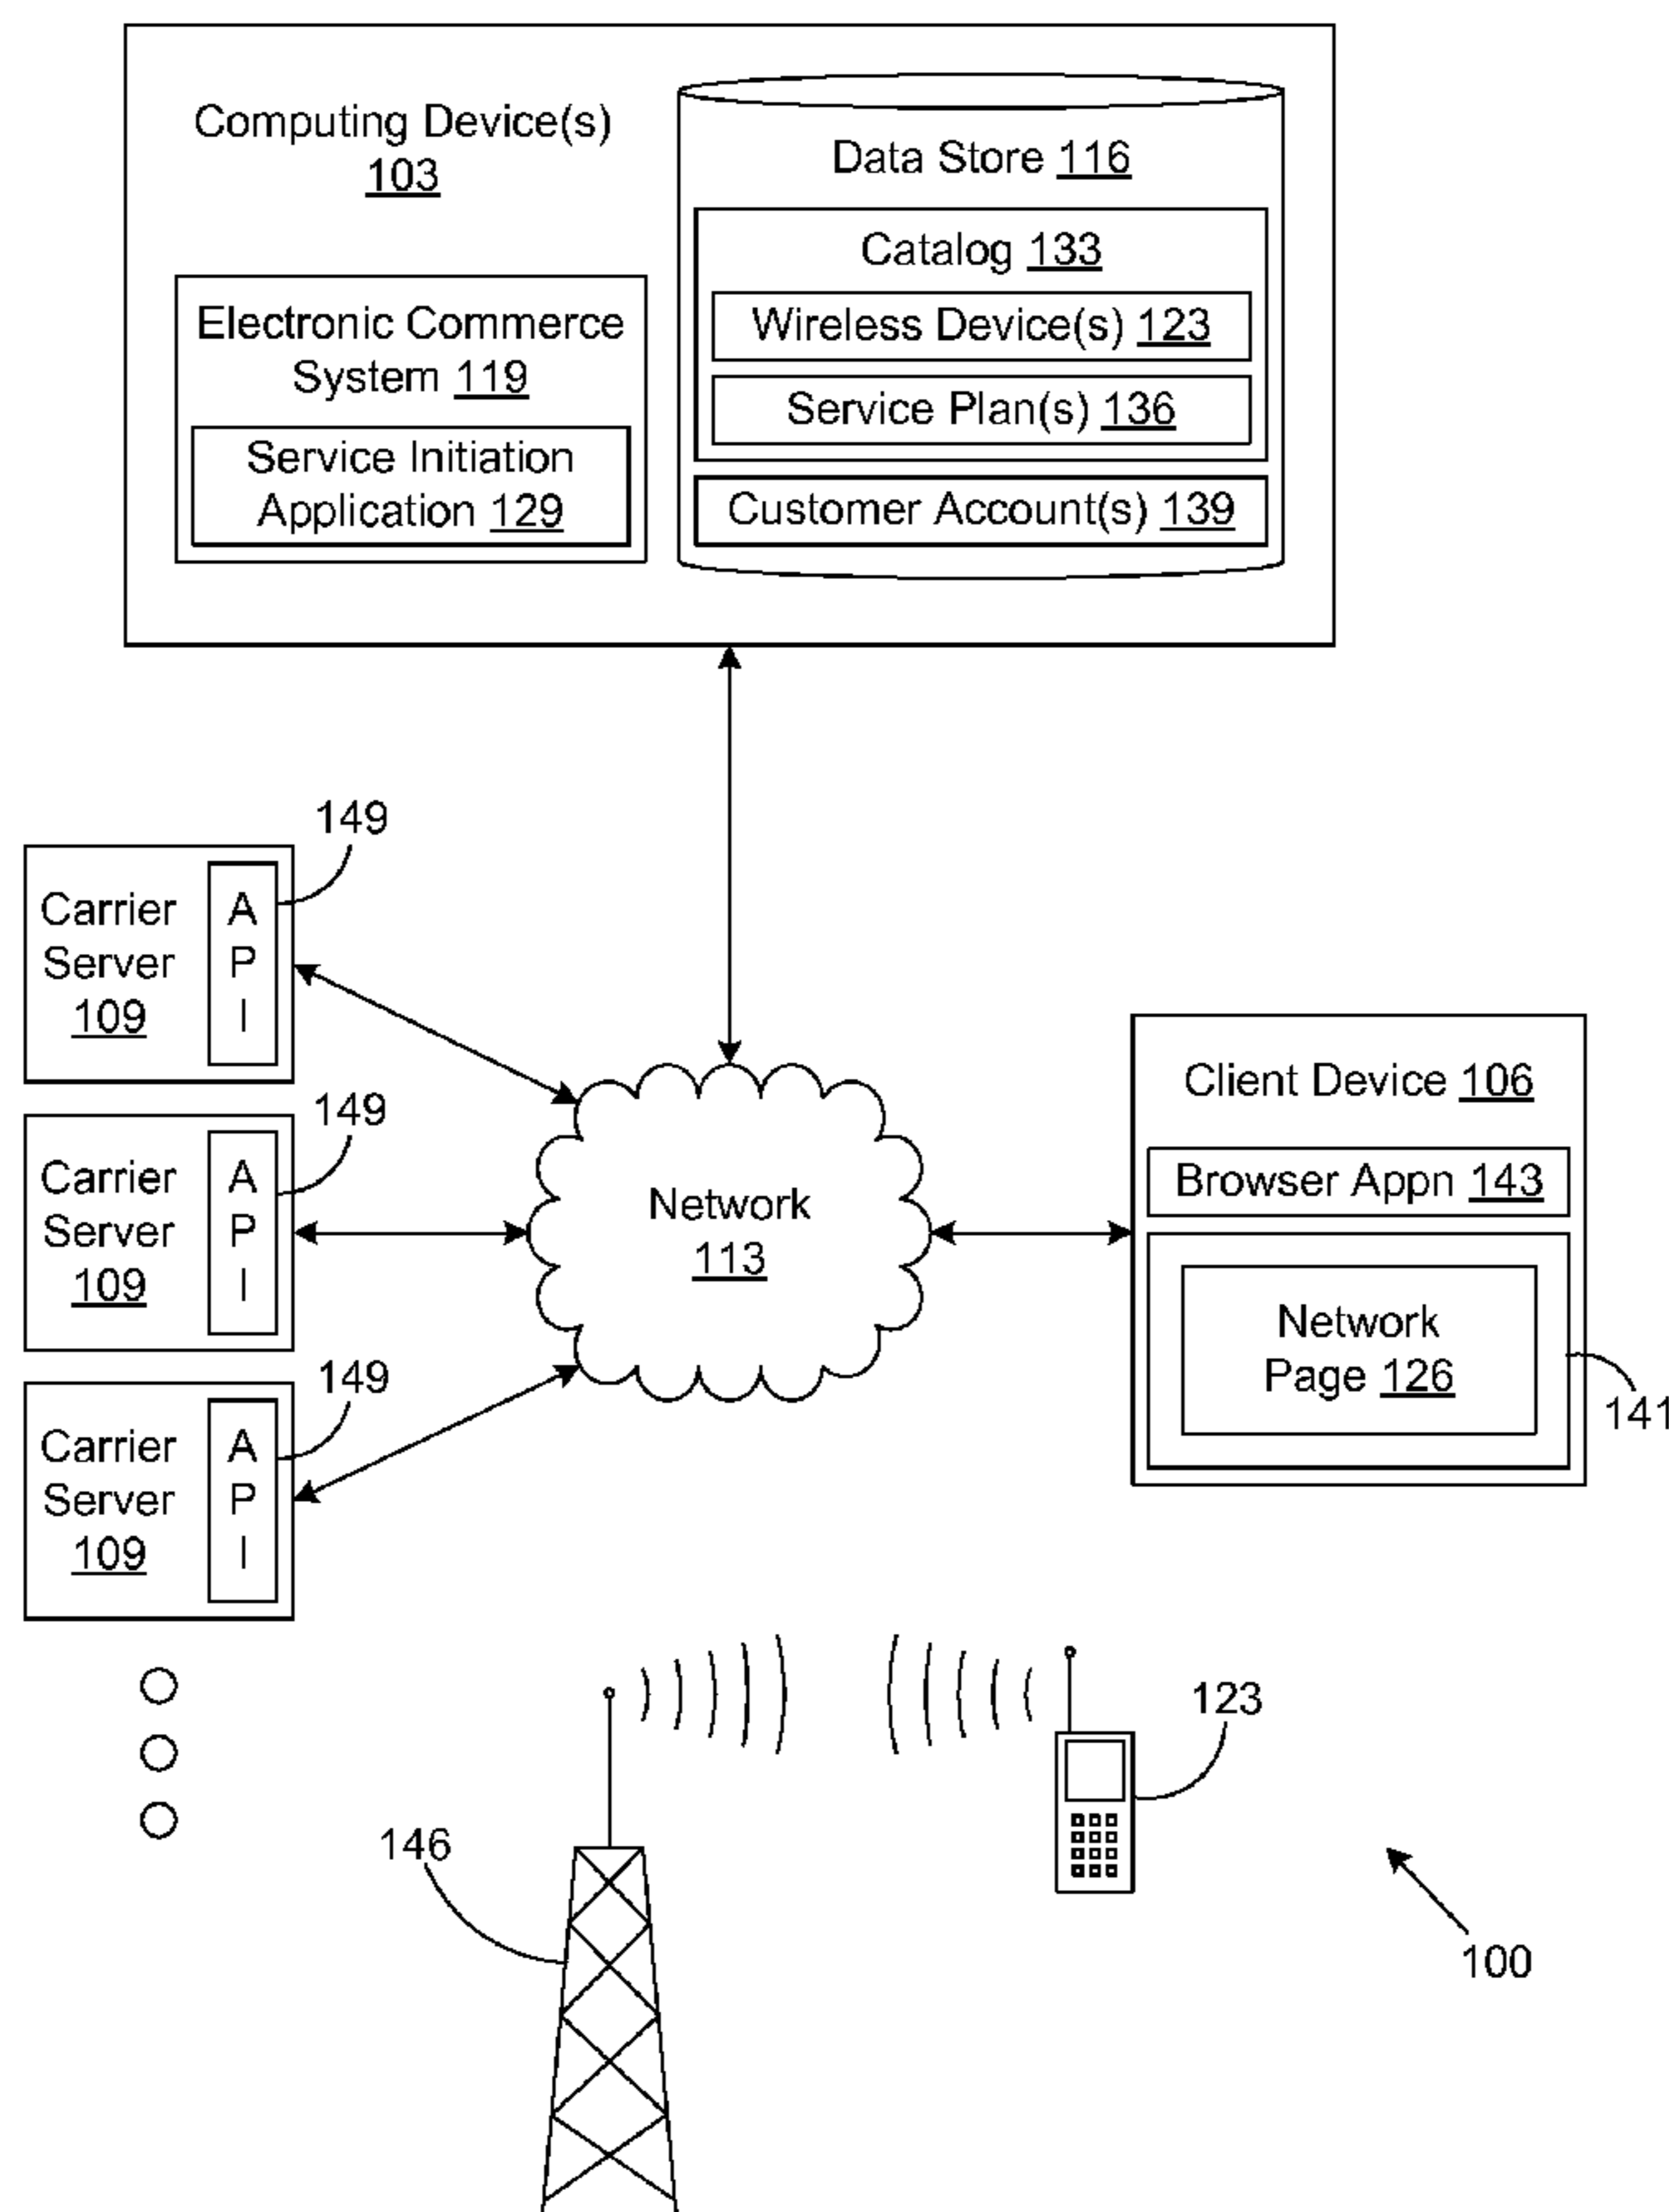 Computing Device(s)
103
Data Store 116
Catalog 133
Wireless Device(s) 123
Service Plan(s) 136
Customer Account(s) 139
Electronic Commerce
System 119
Service Initiation
Application 129
149
Carrier
Server
109
A
P
I
149
Carrier
Server
109
A
P
I
149
Carrier
Server
109
A
P
I
Network
113
Client Device 106
Browser Appn 143
Network
Page 126
141
123
146
100